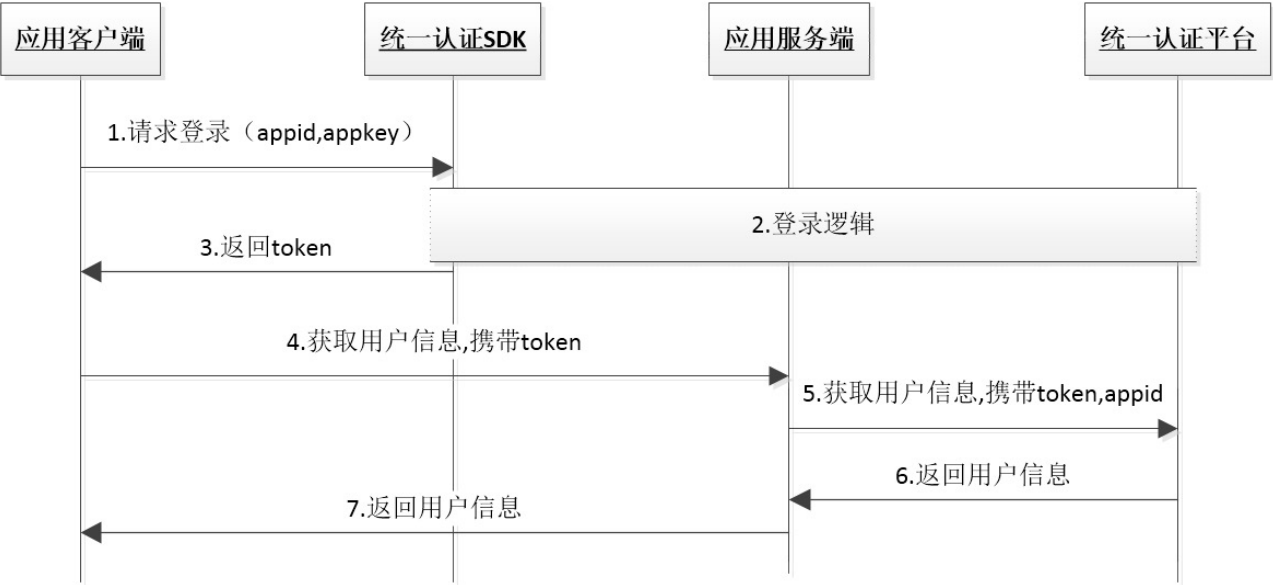 应用客户端
统一认证SDK
应用服务端
统一认证平台
1.请求登录（appid,appkey）
2.登录逻辑
3.返回token
4.获取用户信息,携带token
5.获取用户信息,携带token,appid
6.返回用户信息
7.返回用户信息